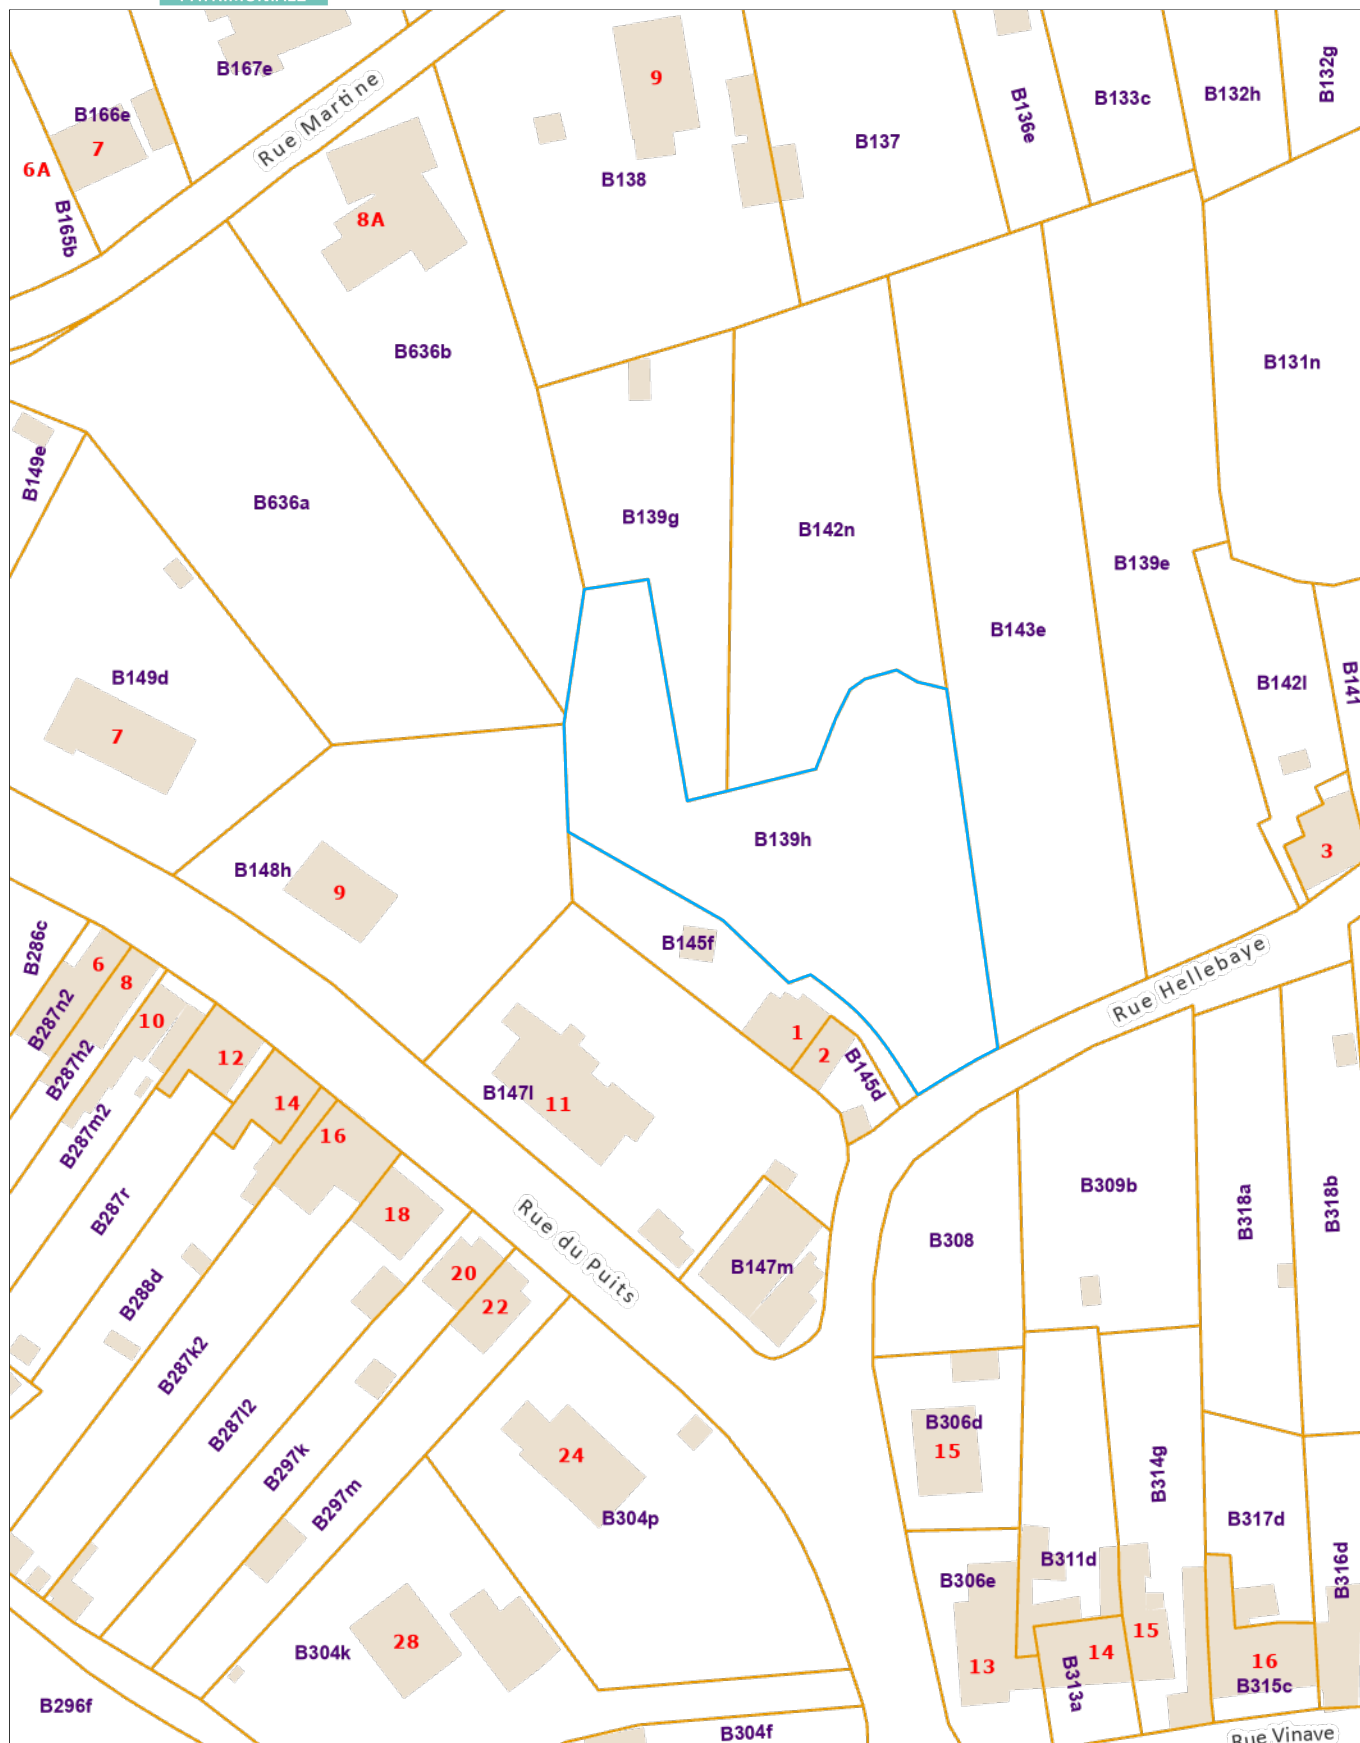 B167e
Rue Martine
9
B166e
7
6A
B165b
8A
B138
B137
B136e
B133c
B132h
B132g
B636b
B131n
B149e
B636a
B139g
B142n
B139e
B143e
B142l
B141
B149d
7
B139h
3
B148h
9
B145f
Rue Hellebaye
B286c
6
8
10
12
14
16
18
20
22
B287n2
B287h2
B287m2
B287r
B288d
B287k2
B287l2
B297k
B297m
1
2
B145d
B147l
11
Rue du Puits
B147m
B309b
B308
B318a
B318b
24
B304p
B306d
15
B314g
B317d
B311d
B306e
B316d
13
14
15
16
B313a
B315c
28
B304k
B296f
B304f
Rue Vinave